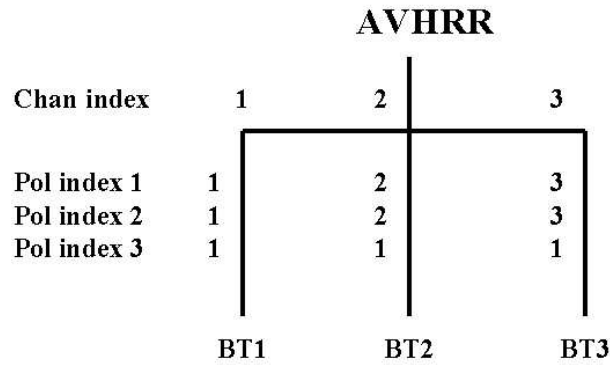 AVHRR
Chan index 1 2 3
Pol index 1 1 2 3
Pol index 2 1 2 3
Pol index 3 1 1 1
BT1 BT2 BT3